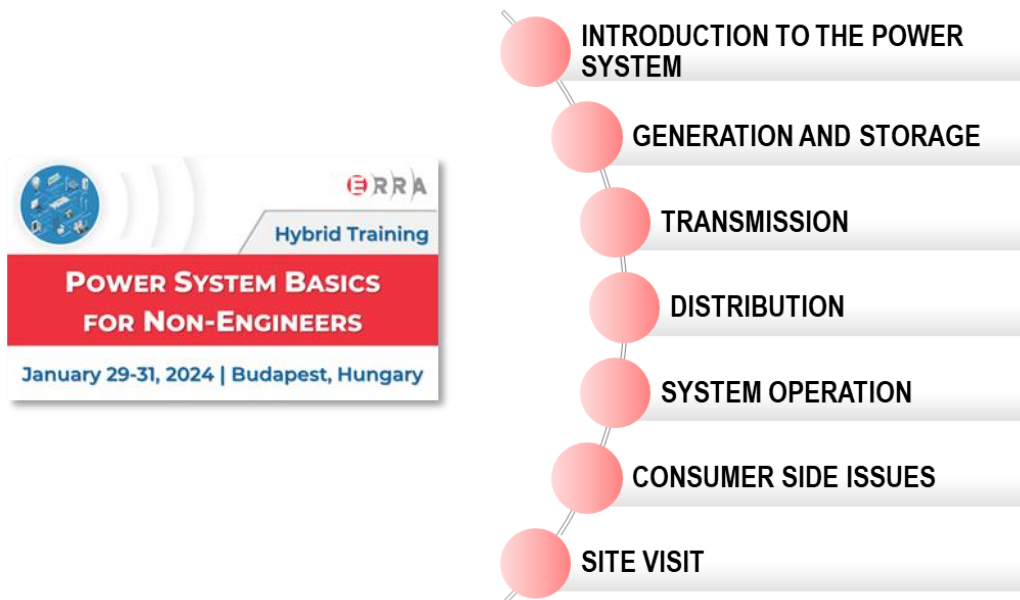 ERRA
Hybrid Training
POWER SYSTEM BASICS
FOR NON-ENGINEERS
January 29-31, 2024 | Budapest, Hungary
INTRODUCTION TO THE POWER
SYSTEM
GENERATION AND STORAGE
TRANSMISSION
DISTRIBUTION
SYSTEM OPERATION
CONSUMER SIDE ISSUES
SITE VISIT